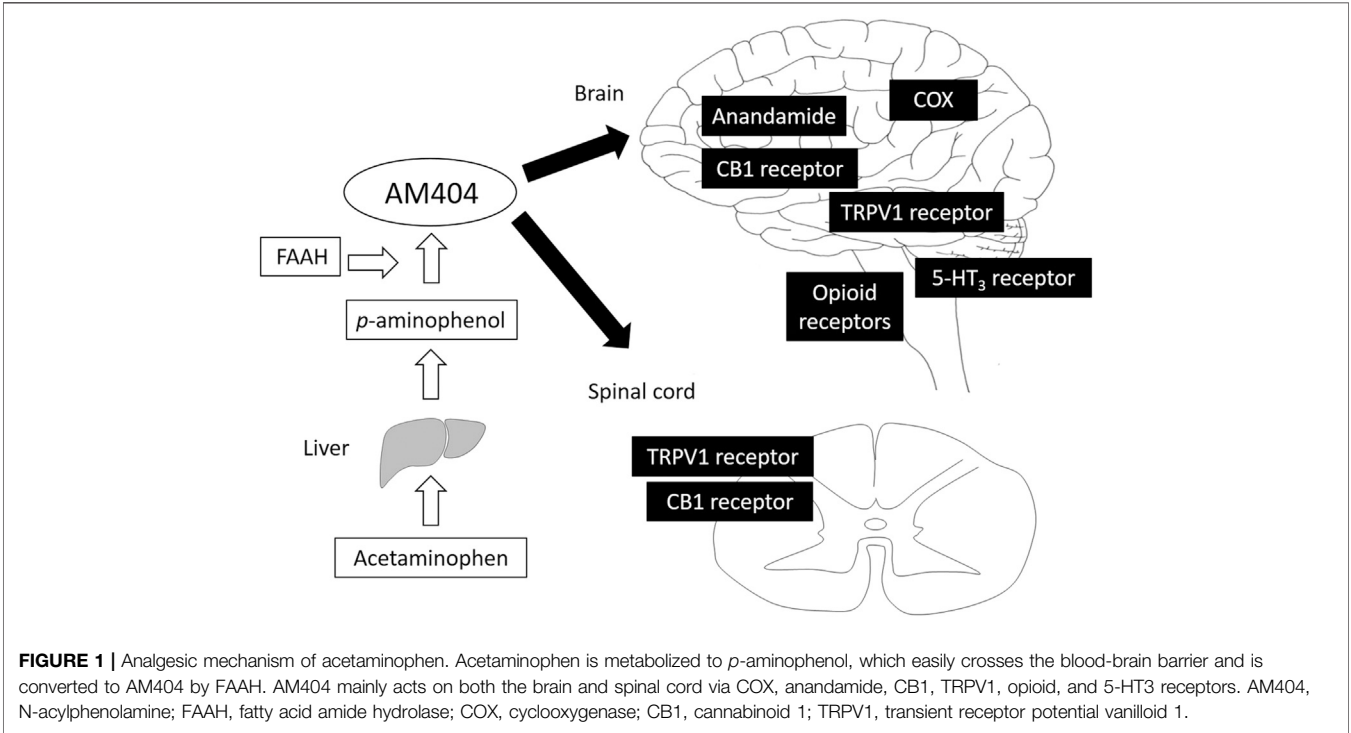 Brain
COX
Anandamide
CB1 receptor
AM404
TRPV1 receptor
FAAH
5-HT₃ receptor
Opioid
receptors
p-aminophenol
Spinal cord
Liver
TRPV1 receptor
CB1 receptor
Acetaminophen
FIGURE 1 | Analgesic mechanism of acetaminophen. Acetaminophen is metabolized to p-aminophenol, which easily crosses the blood-brain barrier and is
converted to AM404 by FAAH. AM404 mainly acts on both the brain and spinal cord via COX, anandamide, CB1, TRPV1, opioid, and 5-HT3 receptors. AM404,
N-acylphenolamine; FAAH, fatty acid amide hydrolase; COX, cyclooxygenase; CB1, cannabinoid 1; TRPV1, transient receptor potential vanilloid 1.